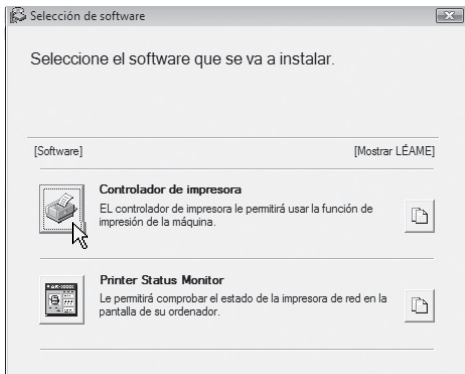 Selección de software
Seleccione el software que se va a instalar.
[Software] [Mostrar LÉAME]
Controlador de impresora
EL controlador de impresora le permitirá usar la función de
impresión de la máquina.
Printer Status Monitor
Le permitirá comprobar el estado de la impresora de red en la
pantalla de su ordenador.